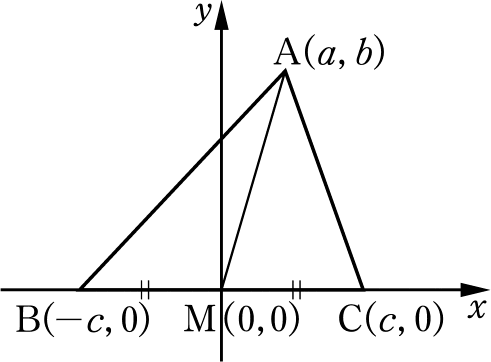 y
A(a, b)
B(−c, 0) M(0, 0) C(c, 0) x